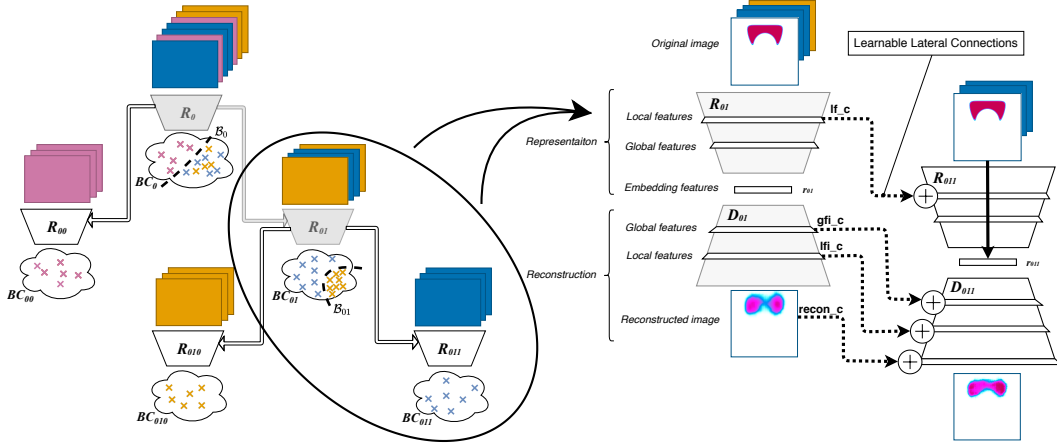 R0
B0
BC0
R00
BC00
R01
BC01
B01
R010
BC010
R011
BC011
Original image
Learnable Lateral Connections
R01
lf_c
Local features
Representaiton
Global features
Embedding features
r01
D01
Global features
gfi_c
Reconstruction
Local features
lfi_c
Reconstructed image
recon_c
R011
r011
D011